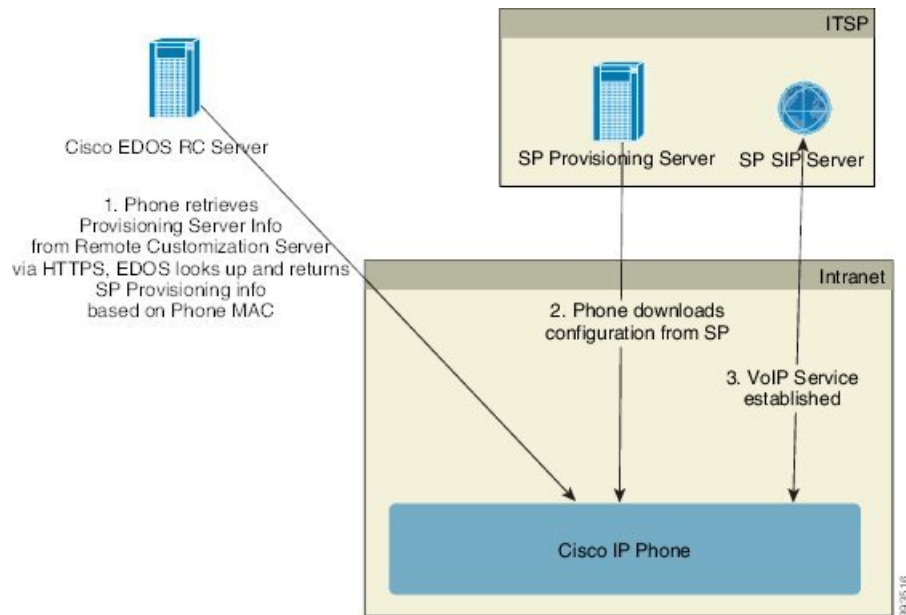 ITSP
Cisco EDOS RC Server
SP Provisioning Server
SP SIP Server
1. Phone retrieves
Provisioning Server Info
from Remote Customization Server
via HTTPS, EDOS looks up and returns
SP Provisioning info
based on Phone MAC
Intranet
2. Phone downloads
configuration from SP
3. VoIP Service
established
Cisco IP Phone